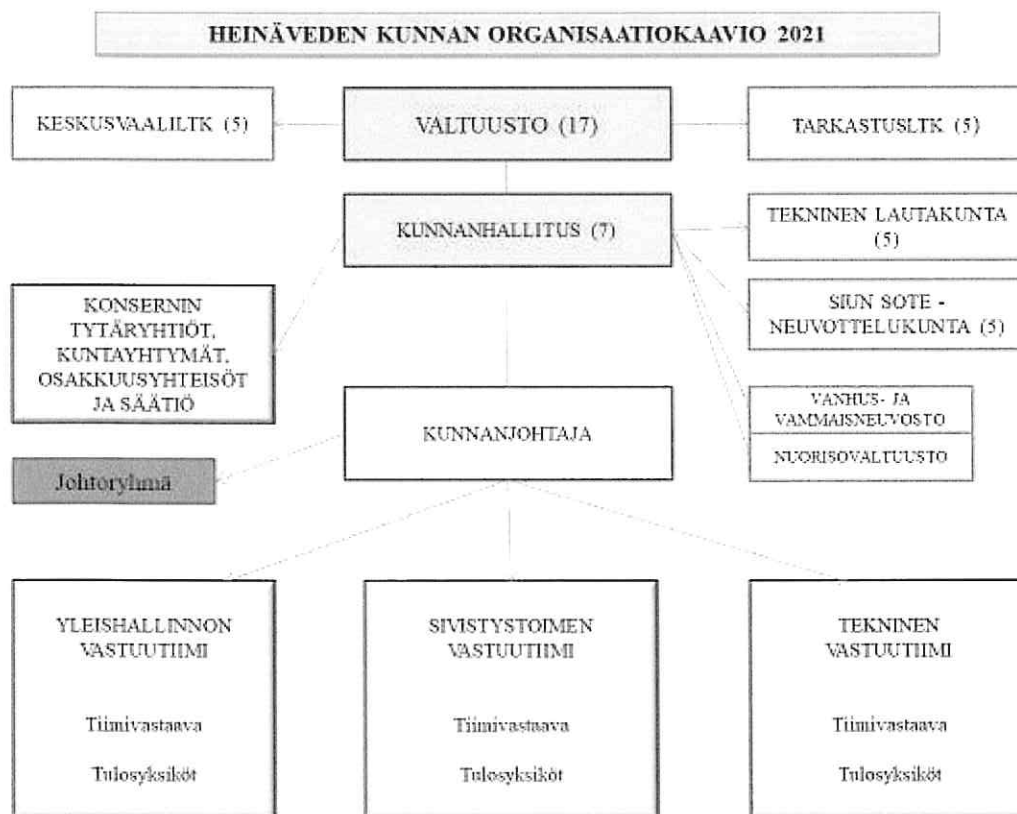 HEINÄVEDEN KUNNAN ORGANISAATIOKAAVIO 2021
KESKUSVAALILTK (5)
VALTUUSTO (17)
TARKASTUSLTK (5)
KUNNANHALLITUS (7)
TEKNINEN LAUTAKUNTA
(5)
SIUN SOTE -
NEUVOTTELUKUNTA (5)
KONSERNIN
TYTÄRYHTIÖT,
KUNTAYHTYMÄT,
OSAKKUUSYHTEISÖT
JA SÄÄTIÖ
KUNNANJOHTAJA
VANHUS- JA
VAMMAISNEUVOSTO
NUORISOVALTUUSTO
Johtoryhmä
YLEISHALLINNON
VASTUUTIIMI
Tiimivastaava
Tulosyksiköt
SIVISTYSTOIMEN
VASTUUTIIMI
Tiimivastaava
Tulosyksiköt
TEKNINEN
VASTUUTIIMI
Tiimivastaava
Tulosyksiköt